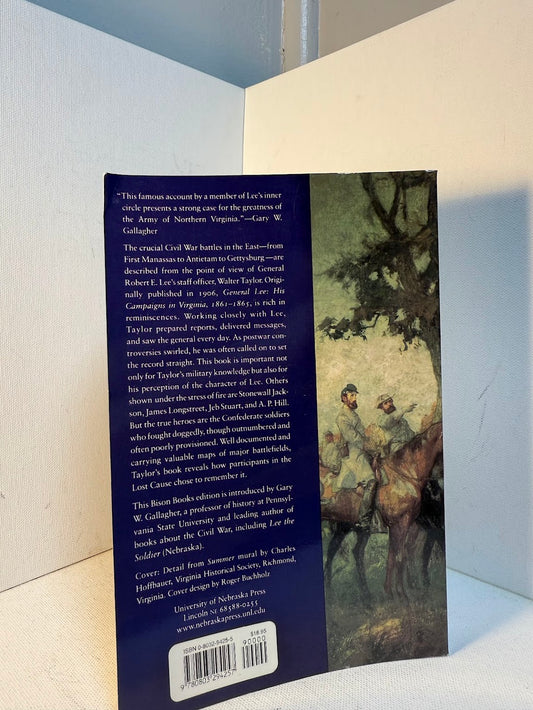 “This famous account by a member of Lee's inner
circle presents a strong case for the greatness of
the Army of Northern Virginia.”—Gary W.
Gallagher
The crucial Civil War battles in the East—from
First Manassas to Antietam to Gettysburg—are
described from the point of view of General
Robert E. Lee's staff officer, Walter Taylor. Origi-
nally published in 1906, General Lee: His
Campaigns in Virginia, 1861–1865, is rich in
reminiscences. Working closely with Lee,
Taylor prepared reports, delivered messages,
and saw the general every day. As postwar con-
troversies swirled, he was often called on to set
the record straight. This book is important not
only for Taylor's military knowledge but also for
his perception of the character of Lee. Others
shown under the stress of fire are Stonewall Jack-
son, James Longstreet, Jeb Stuart, and A. P. Hill.
But the true heroes are the Confederate soldiers
who fought doggedly, though outnumbered and
often poorly provisioned. Well documented and
carrying valuable maps of major battlefields,
Taylor's book reveals how participants in the
Lost Cause chose to remember it.
This Bison Books edition is introduced by Gary
W. Gallagher, a professor of history at Pennsyl-
vania State University and leading author of
books about the Civil War, including Lee the
Soldier (Nebraska).
Cover: Detail from Summer mural by Charles
Hoffbauer, Virginia Historical Society, Richmond,
Virginia. Cover design by Roger Buchholz
University of Nebraska Press
Lincoln NE 68588-0255
www.nebraskapress.unl.edu
ISBN 0-8032-9425-5
$18.95
90000
9 780803 294257